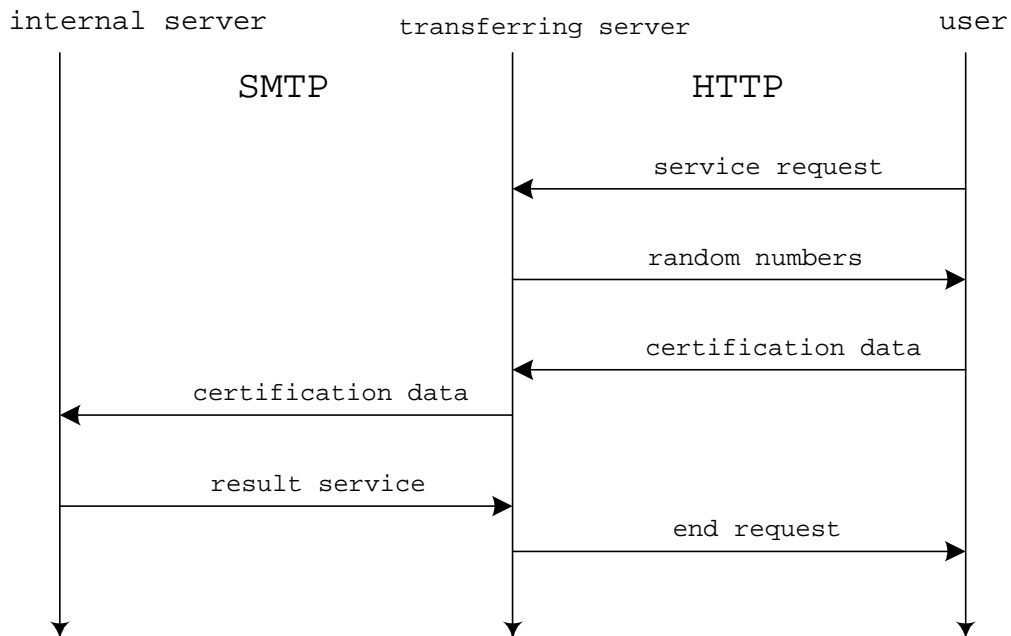 internal server
transferring server
user
SMTP
HTTP
service request
random numbers
certification data
certification data
result service
end request